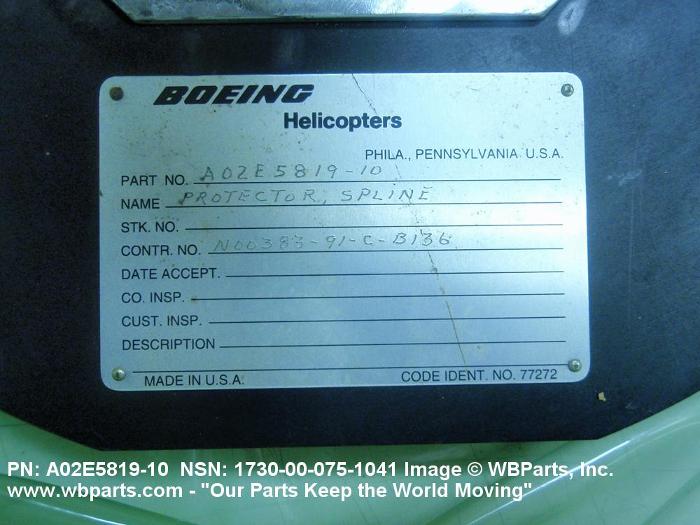 BOEING
Helicopters
PHILA., PENNSYLVANIA U.S.A.
PART NO. A02E5819-10
NAME PROTECTOR, SPLINE
STK. NO.
CONTR. NO. N00383-91-C-B136
DATE ACCEPT.
CO. INSP.
CUST. INSP.
DESCRIPTION
MADE IN U.S.A. CODE IDENT. NO. 77272
PN: A02E5819-10 NSN: 1730-00-075-1041 Image © WBParts, Inc.
www.wbparts.com - "Our Parts Keep the World Moving"